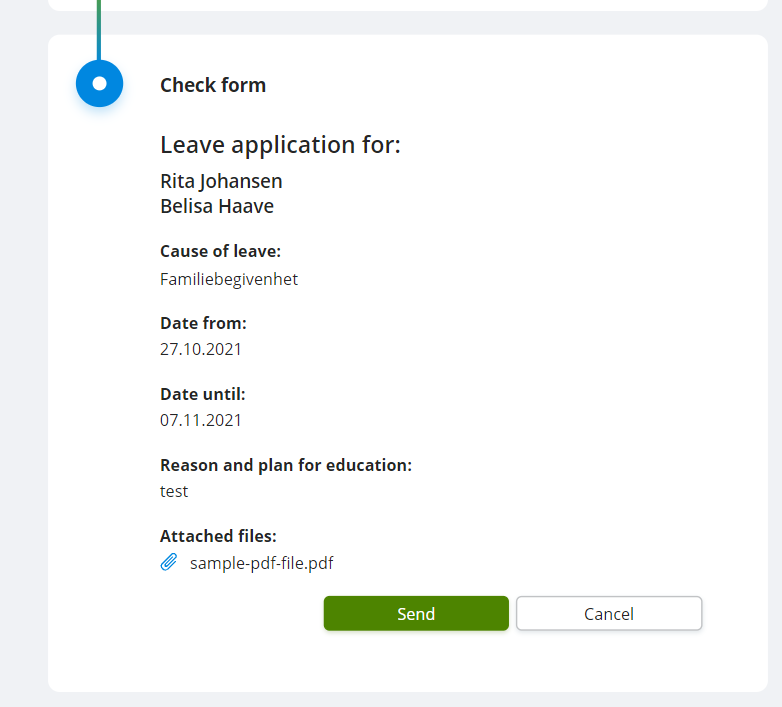 Check form
Leave application for:
Rita Johansen
Belisa Haave
Cause of leave:
Familiebegivenhet
Date from:
27.10.2021
Date until:
07.11.2021
Reason and plan for education:
test
Attached files:
sample-pdf-file.pdf
Send
Cancel